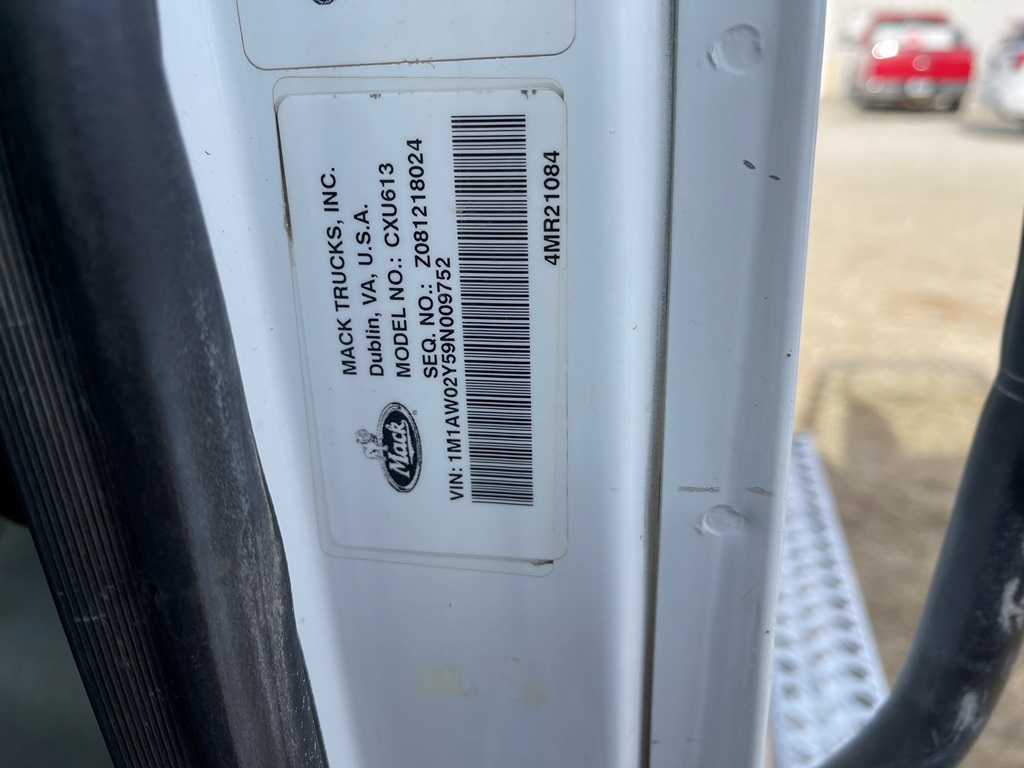 MACK TRUCKS, INC.
Dublin, VA, U.S.A.
MODEL NO.: CXU613
SEQ. NO.: Z081218024
VIN: 1M1AW02Y59N009752
4MR21084
Mack